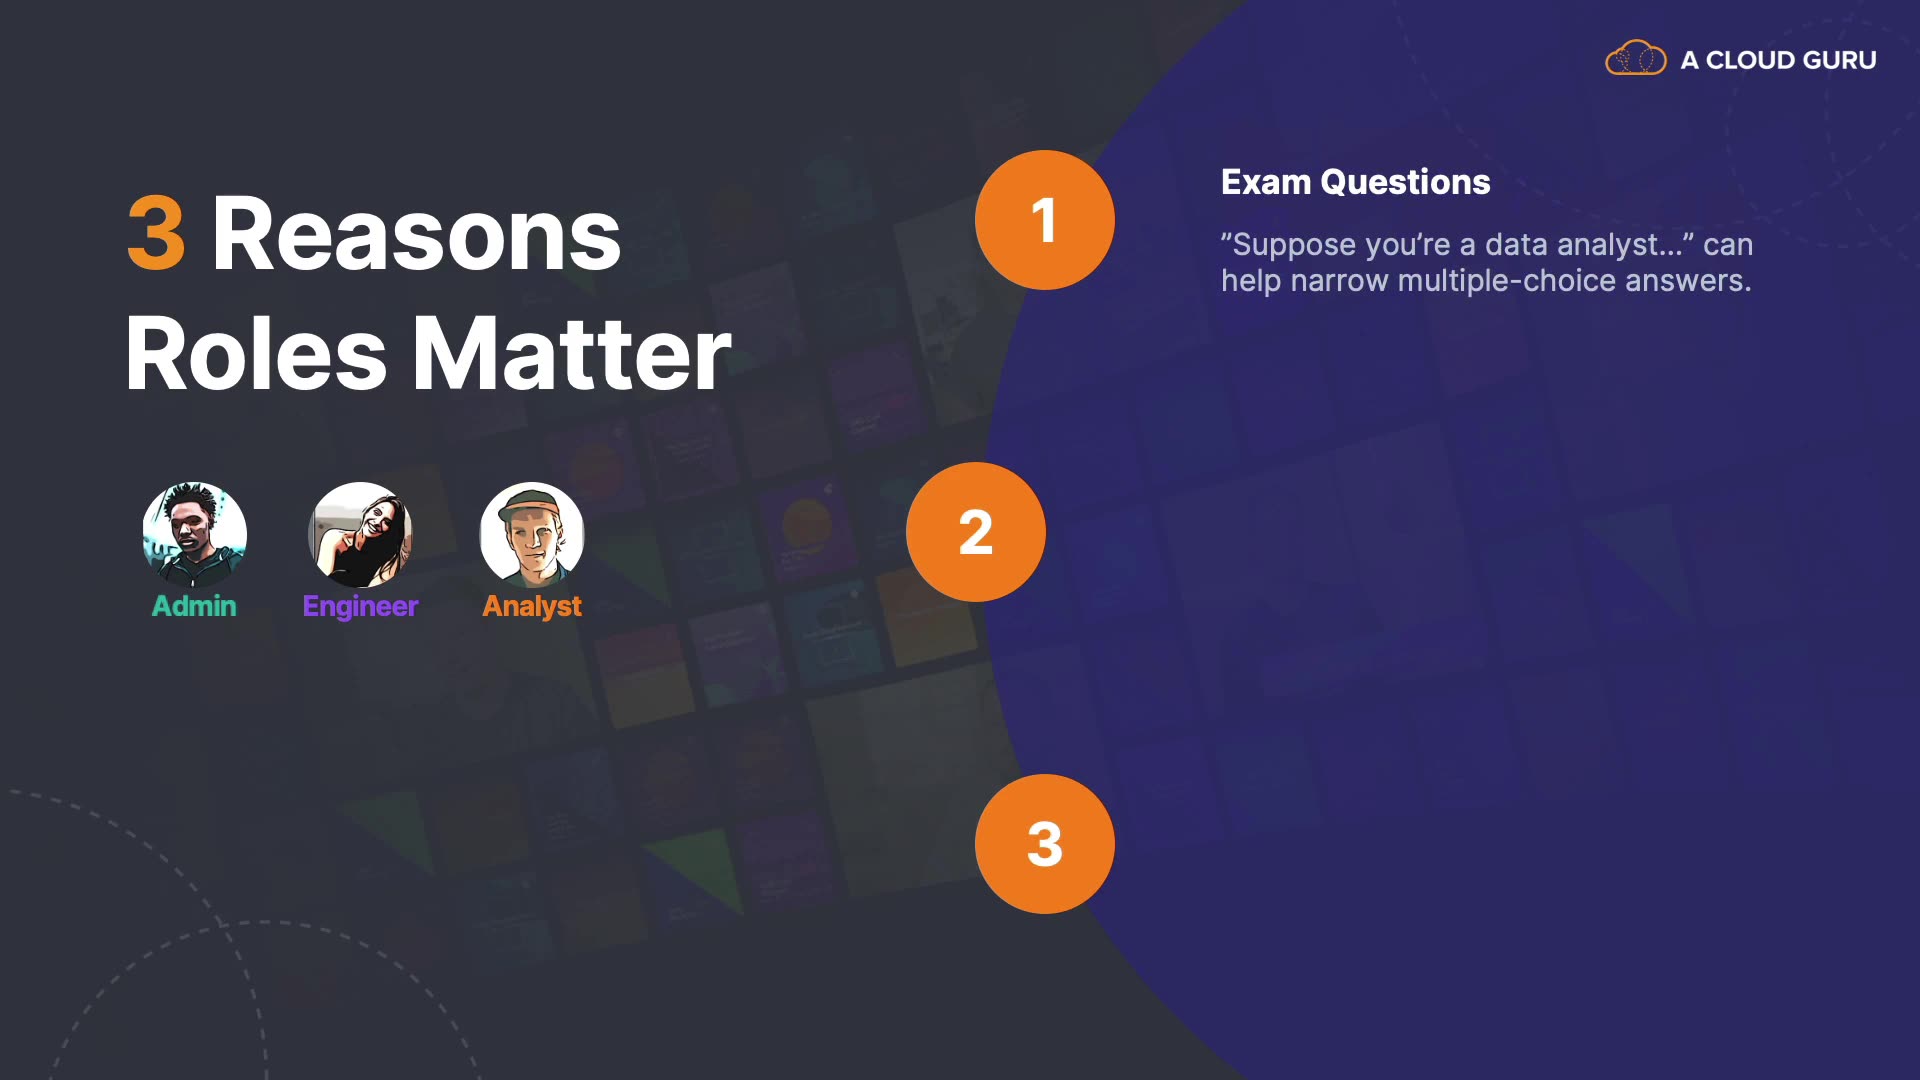 A CLOUD GURU
3 Reasons
Roles Matter
Admin
Engineer
Analyst
1
Exam Questions
”Suppose you’re a data analyst...” can
help narrow multiple-choice answers.
2
3